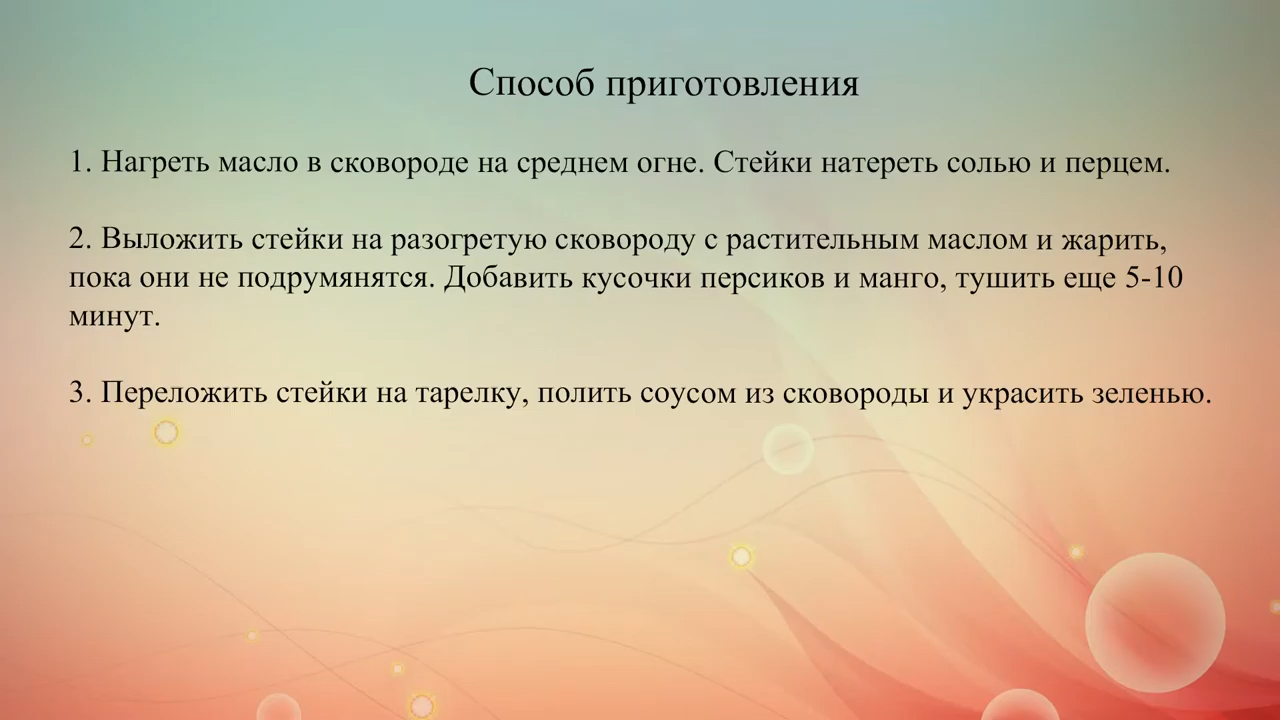 Способ приготовления
1. Нагреть масло в сковороде на среднем огне. Стейки натереть солью и перцем.
2. Выложить стейки на разогретую сковороду с растительным маслом и жарить,
пока они не подрумянятся. Добавить кусочки персиков и манго, тушить еще 5-10
минут.
3. Переложить стейки на тарелку, полить соусом из сковороды и украсить зеленью.